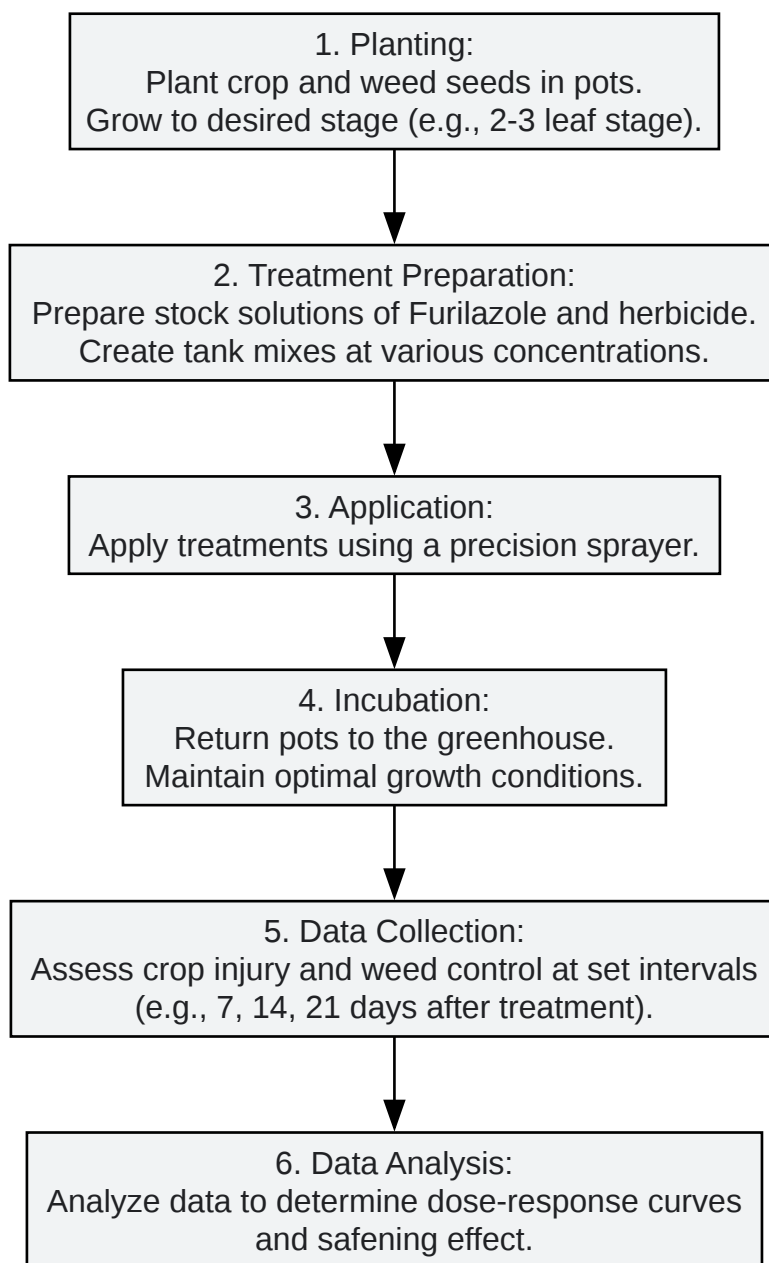 1. Planting:
Plant crop and weed seeds in pots.
Grow to desired stage (e.g., 2-3 leaf stage).
2. Treatment Preparation:
Prepare stock solutions of Furilazole and herbicide.
Create tank mixes at various concentrations.
3. Application:
Apply treatments using a precision sprayer.
4. Incubation:
Return pots to the greenhouse.
Maintain optimal growth conditions.
5. Data Collection:
Assess crop injury and weed control at set intervals
(e.g., 7, 14, 21 days after treatment).
6. Data Analysis:
Analyze data to determine dose-response curves
and safening effect.